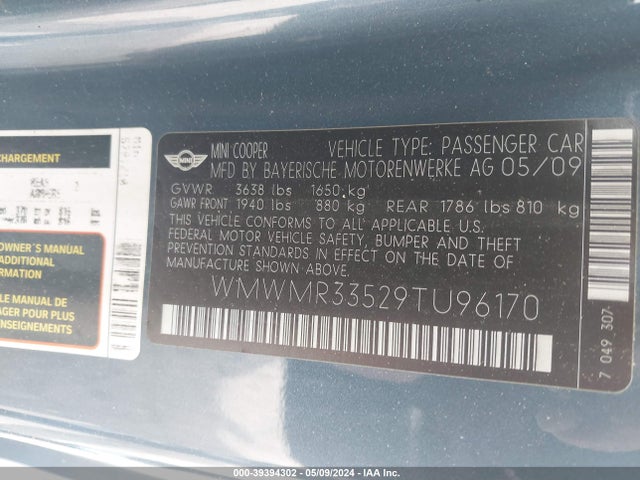 CHARGEMENT
OWNER'S MANUAL
ADDITIONAL
FORMATION
LE MANUEL DE
AGER POUR PLUS
ENSEIGNEMENTS
MINI
MINI COOPER VEHICLE TYPE: PASSENGER CAR
MFD BY BAYERISCHE MOTORENWERKE AG 05/09
GVWR 3638 lbs 1650 kg
GAWR FRONT 1940 lbs 880 kg REAR 1786 lbs 810 kg
THIS VEHICLE CONFORMS TO ALL APPLICABLE U.S.
FEDERAL MOTOR VEHICLE SAFETY, BUMPER AND THEFT
PREVENTION STANDARDS IN EFFECT ON THE DATE OF
MANUFACTURE SHOWN ABOVE.
WMWMR33529TU96170
7 049 307
000-39394302 - 05/09/2024 - IAA Inc.